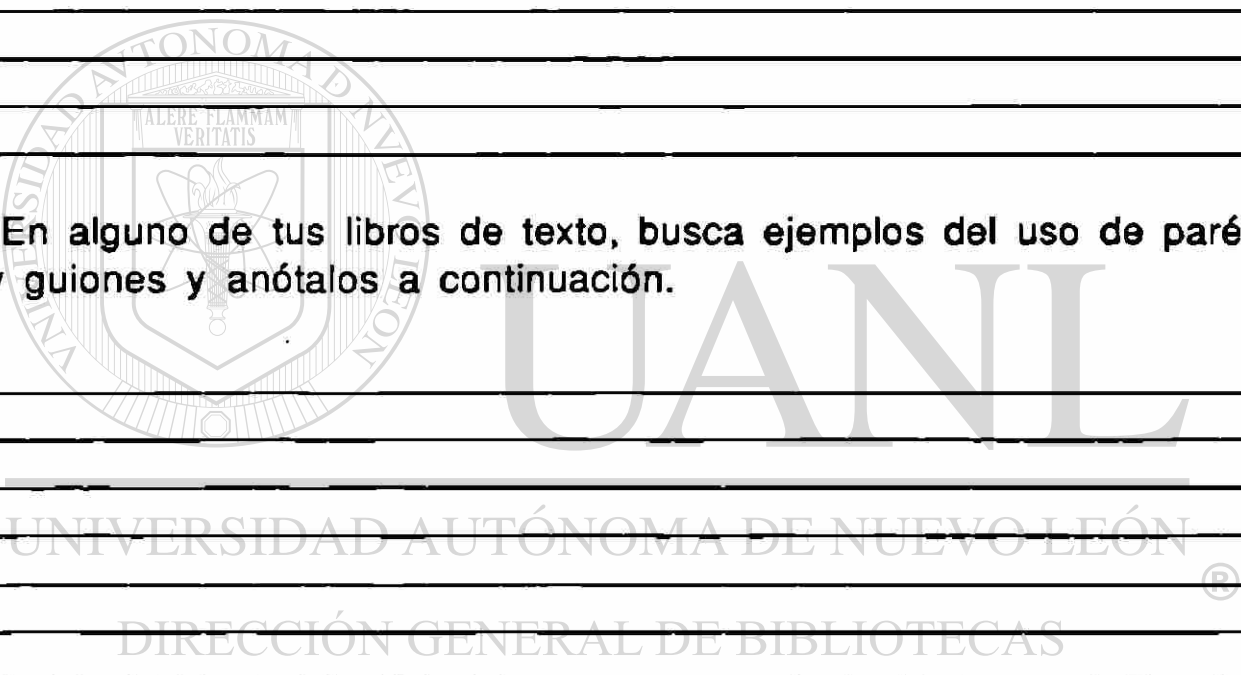 ALERE FLAMMAM
VERITATIS
En alguno de tus libros de texto, busca ejemplos del uso de paré
y guiones y anótalos a continuación.
UANL
UNIVERSIDAD AUTÓNOMA DE NUEVO LEÓN
®
DIRECCIÓN GENERAL DE BIBLIOTECAS